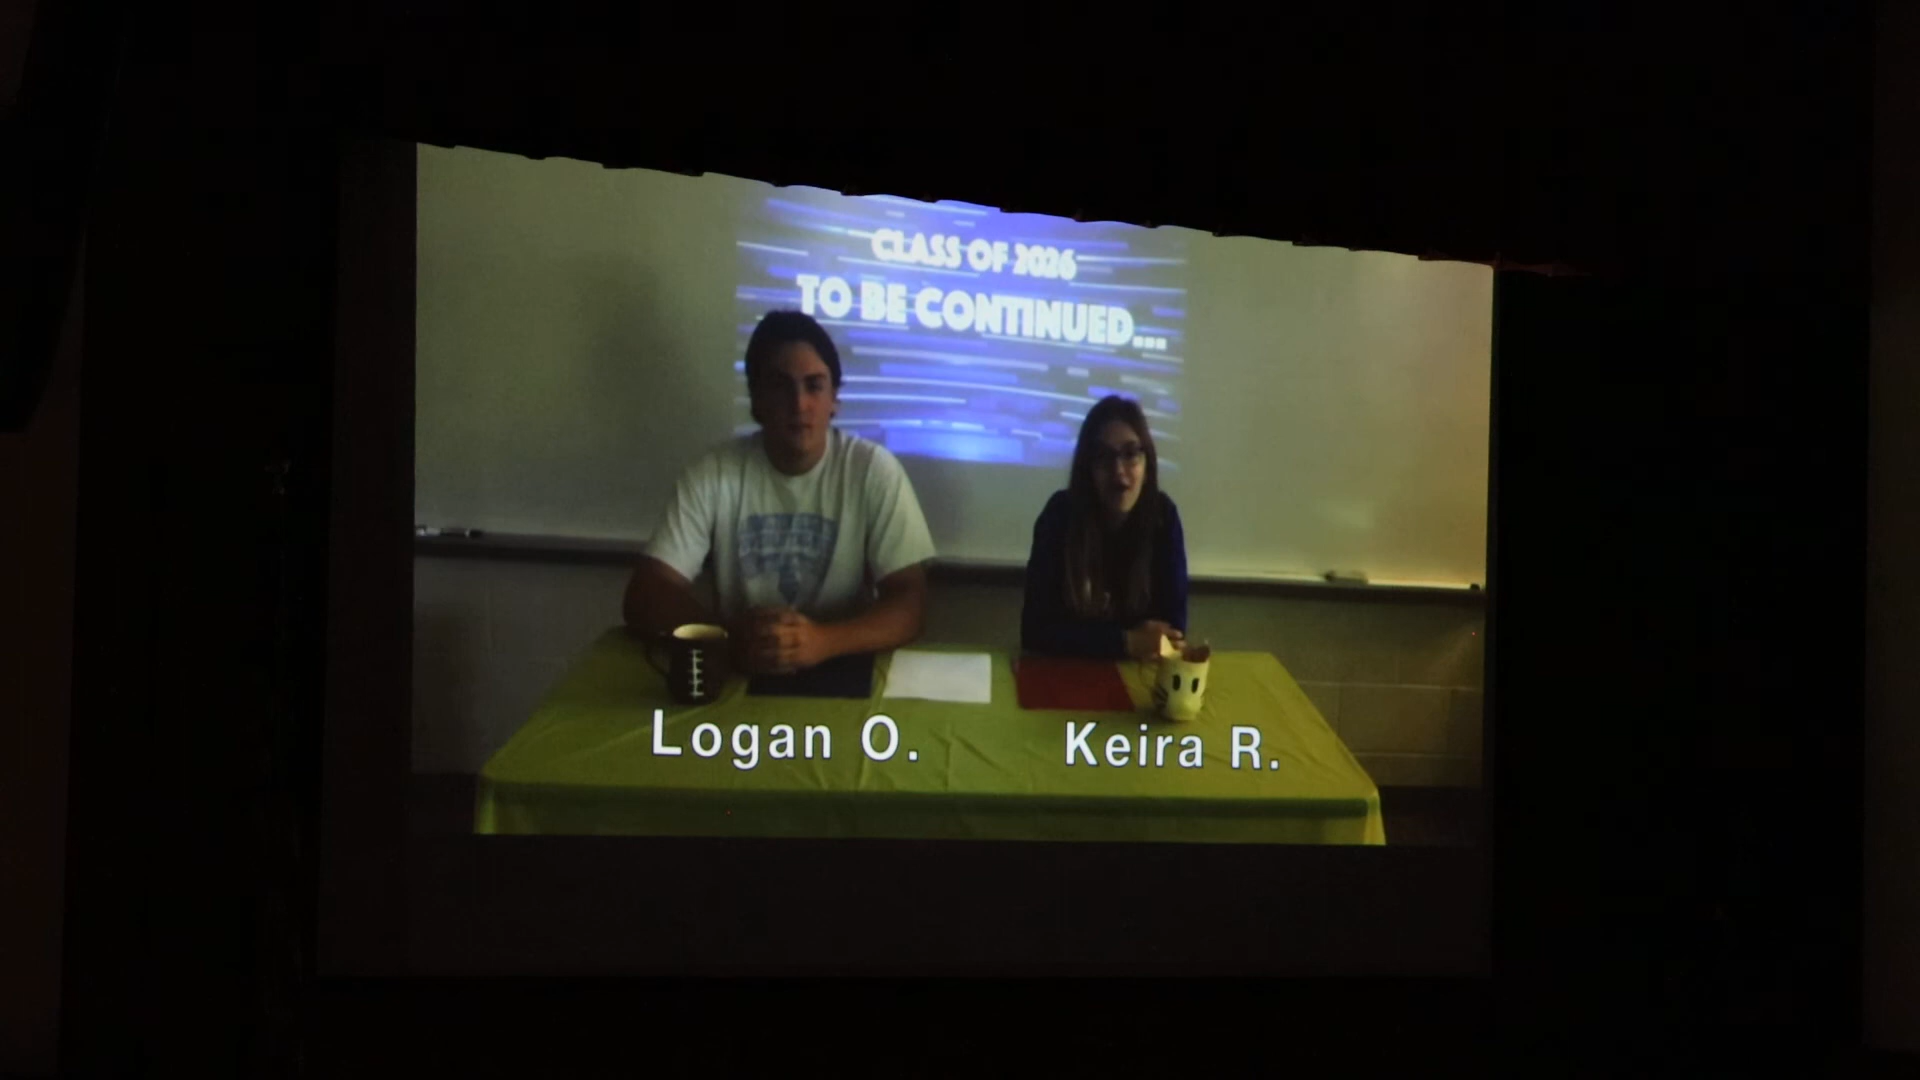 CLASS OF 2026
TO BE CONTINUED...
Logan O.
Keira R.